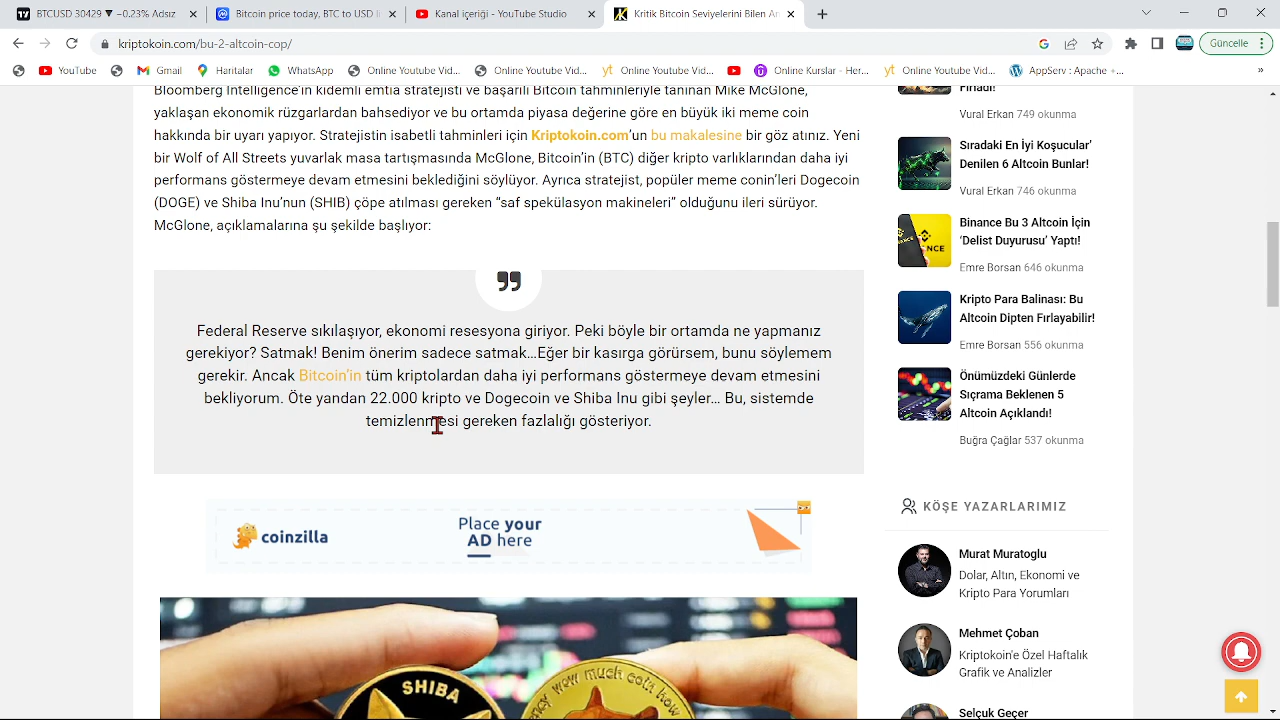 BTCUSD 30429 ▼ −0.23% Adsız
Bitcoin price today, BTC to USD li
Kanal içeriği - YouTube Studio
Kritik Bitcoin Seviyelerini Bilen An
kriptokoin.com/bu-2-altcoin-cop/
Güncelle
YouTube
Gmail
Haritalar
WhatsApp
Online Youtube Vid...
Online Youtube Vid...
Online Youtube Vid...
Online Kurslar - Her...
Online Youtube Vid...
AppServ : Apache +...
»
Bloomberg Intelligence'ın kıdemli emtia stratejisti ve başarılı Bitcoin tahminleriyle tanınan Mike McGlone,
yaklaşan ekonomik rüzgarlardan bahsediyor ve bu ortamda piyasa değerine göre en büyük iki meme coin
hakkında bir uyarı yapıyor. Stratejistin isabetli tahminleri için Kriptokoin.com'un bu makalesine bir göz atınız. Yeni
bir Wolf of All Streets yuvarlak masa tartışmasında McGlone, Bitcoin'in (BTC) diğer kripto varlıklarından daha iyi
performans göstermeye devam etmesini beklediğini söylüyor. Ayrıca stratejist, popüler meme conin'leri Dogecoin
(DOGE) ve Shiba Inu'nun (SHIB), çöpe atılması gereken “saf spekülasyon makineleri” olduğunu ileri sürüyor.
McGlone, açıklamalarına şu şekilde başlıyor:
Federal Reserve sıkılaşıyor, ekonomi resesyona giriyor. Peki böyle bir ortamda ne yapmanız
gerekiyor? Satmak! Benim önerim sadece satmak…Eğer bir kasırga görürsem, bunu söylemem
gerekir. Ancak Bitcoin'in tüm kriptolardan daha iyi performans göstermeye devam etmesini
bekliyorum. Öte yandan 22.000 kripto ve Dogecoin ve Shiba Inu gibi şeyler… Bu, sistemde
temizlenmesi gereken fazlalığı gösteriyor.
coinzilla
Place your
AD here
SHIBA
wow much coin how
Fırladı!
Vural Erkan 749 okunma
Sıradaki En İyi Koşucular'
Denilen 6 Altcoin Bunlar!
Vural Erkan 746 okunma
Binance Bu 3 Altcoin İçin
‘Delist Duyurusu’ Yaptı!
Emre Borsan 646 okunma
Kripto Para Balinası: Bu
Altcoin Dipten Fırlayabilir!
Emre Borsan 556 okunma
Önümüzdeki Günlerde
Sıçrama Beklenen 5
Altcoin Açıklandı!
Buğra Çağlar 537 okunma
KÖŞE YAZARLARIMIZ
Murat Muratoglu
Dolar, Altın, Ekonomi ve
Kripto Para Yorumları
Mehmet Çoban
Kriptokoin'e Özel Haftalık
Grafik ve Analizler
Selçuk Geçer